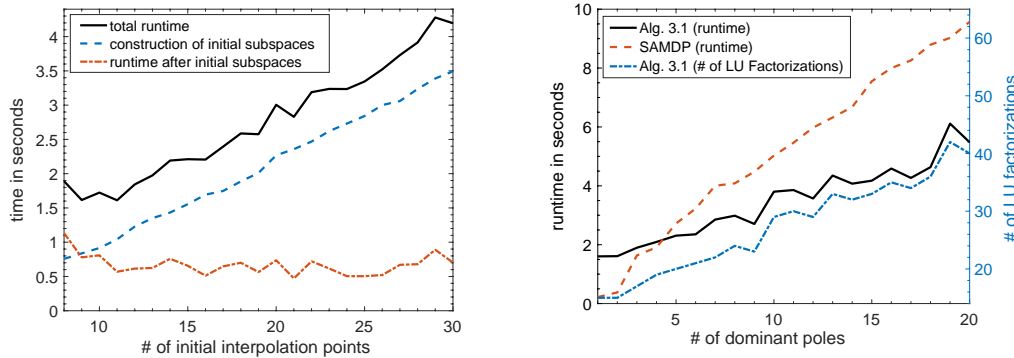 total runtime
construction of initial subspaces
runtime after initial subspaces
time in seconds
4
3.5
3
2.5
2
1.5
1
0.5
0
10
15
20
25
30
# of initial interpolation points
Alg. 3.1 (runtime)
SAMDP (runtime)
Alg. 3.1 (# of LU Factorizations)
runtime in seconds
10
8
6
4
2
0
5
10
15
20
# of dominant poles
60
50
40
30
20
# of LU factorizations